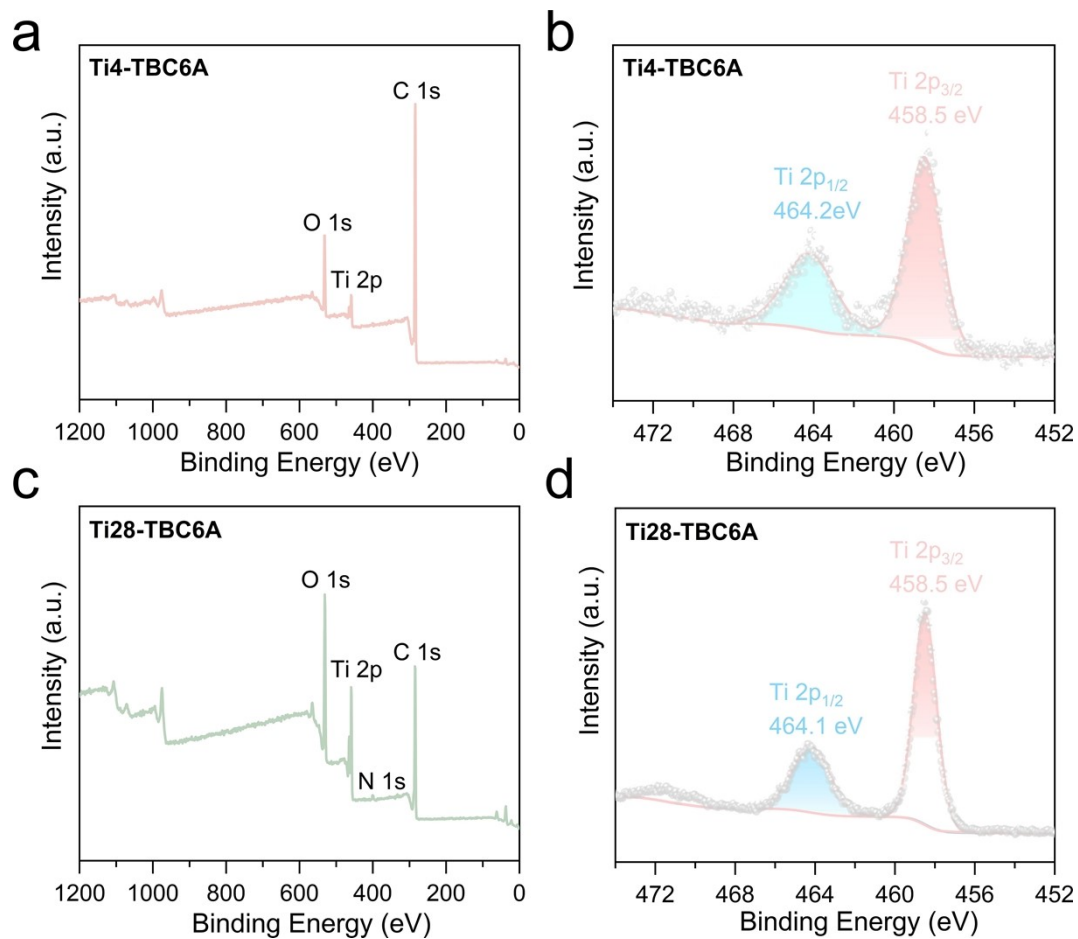 a
Ti4-TBC6A
C 1s
O 1s
Ti 2p
Intensity (a.u.)
1200 1000 800 600 400 200 0
Binding Energy (eV)
b
Ti4-TBC6A
Ti 2p3/2
458.5 eV
Ti 2p1/2
464.2eV
Intensity (a.u.)
472 468 464 460 456 452
Binding Energy (eV)
c
Ti28-TBC6A
O 1s
C 1s
Ti 2p
N 1s
Intensity (a.u.)
1200 1000 800 600 400 200 0
Binding Energy (eV)
d
Ti28-TBC6A
Ti 2p3/2
458.5 eV
Ti 2p1/2
464.1 eV
Intensity (a.u.)
472 468 464 460 456 452
Binding Energy (eV)